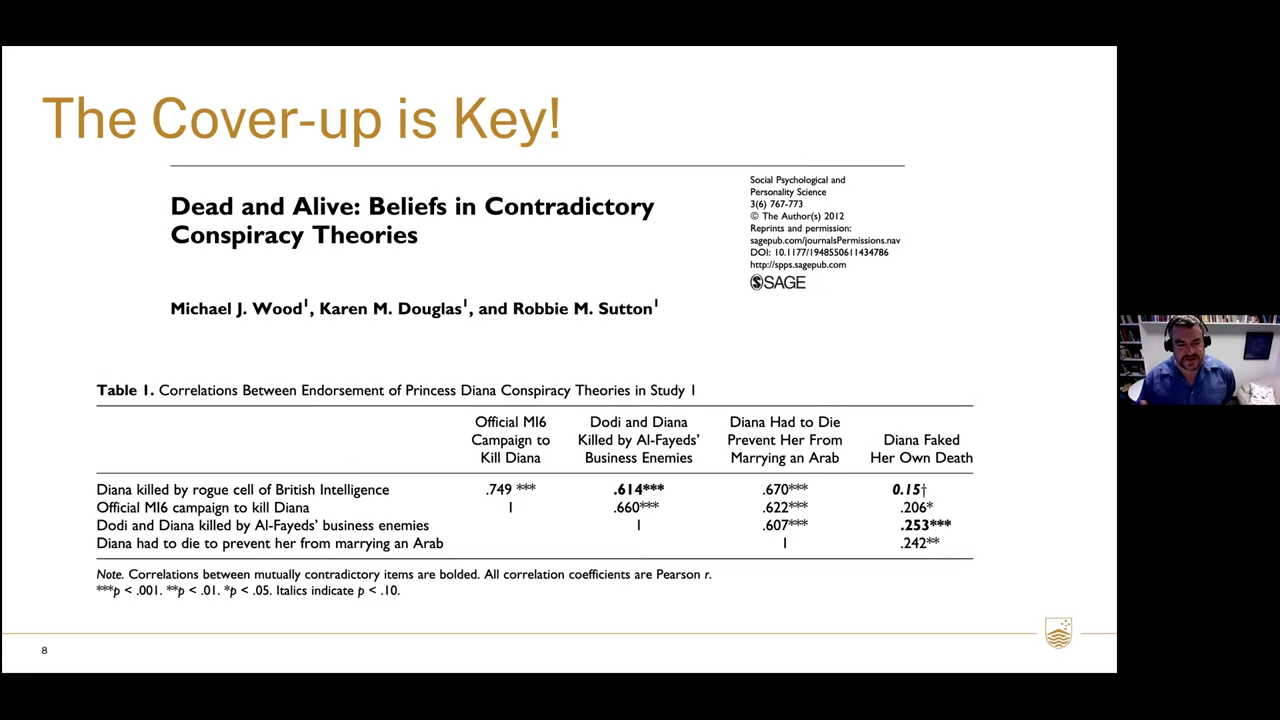 The Cover-up is Key!
Dead and Alive: Beliefs in Contradictory
Conspiracy Theories
Social Psychological and
Personality Science
3(6) 767-773
© The Author(s) 2012
Reprints and permission:
sagepub.com/journalsPermissions.nav
DOI: 10.1177/1948550611434786
http://spps.sagepub.com
SAGE
Michael J. Wood1, Karen M. Douglas1, and Robbie M. Sutton1
Table 1. Correlations Between Endorsement of Princess Diana Conspiracy Theories in Study 1
Official MI6 Dodi and Diana Diana Had to Die
Campaign to Killed by Al-Fayeds' Prevent Her From Diana Faked
Kill Diana Business Enemies Marrying an Arab Her Own Death
Diana killed by rogue cell of British Intelligence .749 *** .614*** .670*** 0.15†
Official MI6 campaign to kill Diana 1 .660*** .622*** .206*
Dodi and Diana killed by Al-Fayeds' business enemies 1 .607*** .253***
Diana had to die to prevent her from marrying an Arab 1 .242**
Note. Correlations between mutually contradictory items are bolded. All correlation coefficients are Pearson r.
***p < .001. **p < .01. *p < .05. Italics indicate p < .10.
8